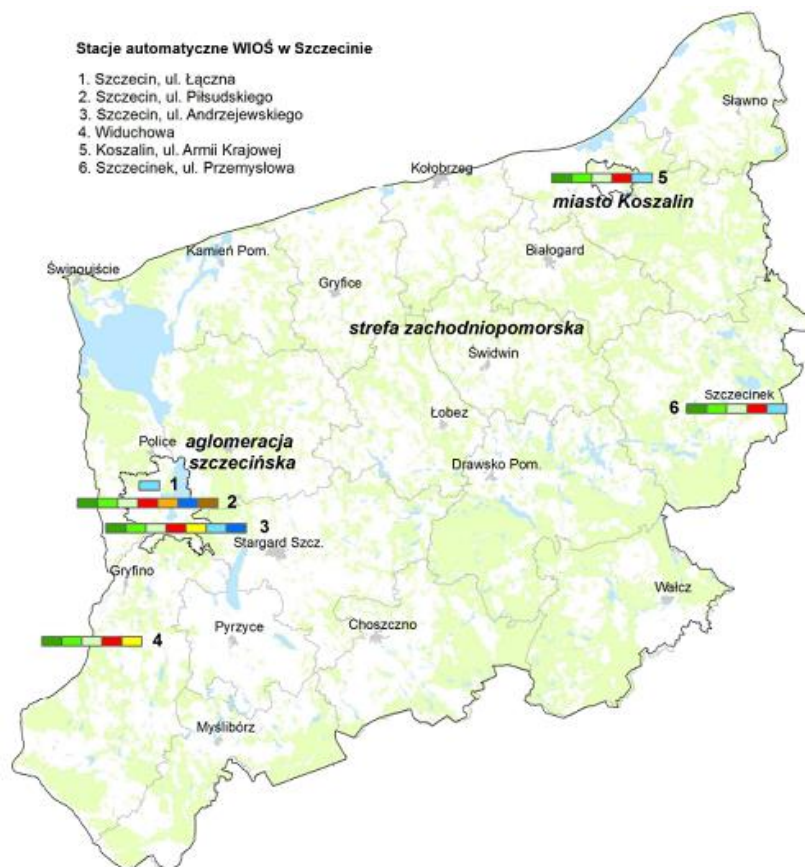 Stacje automatyczne WIOŚ w Szczecinie
1. Szczecin, ul. Łączna
2. Szczecin, ul. Piłsudskiego
3. Szczecin, ul. Andrzejewskiego
4. Widuchowa
5. Koszalin, ul. Armii Krajowej
6. Szczecinek, ul. Przemysłowa
Sławno
Kołobrzeg
5
miasto Koszalin
Kamień Pom.
Białogard
Świnoujście
Gryfice
strefa zachodniopomorska
Świdwin
Szczecinek
6
Łobez
Police
aglomeracja
szczecińska
Drawsko Pom.
1
2
3
Stargard Szcz.
Gryfino
Wałcz
4
Pyrzyce
Choszczno
Myślibórz